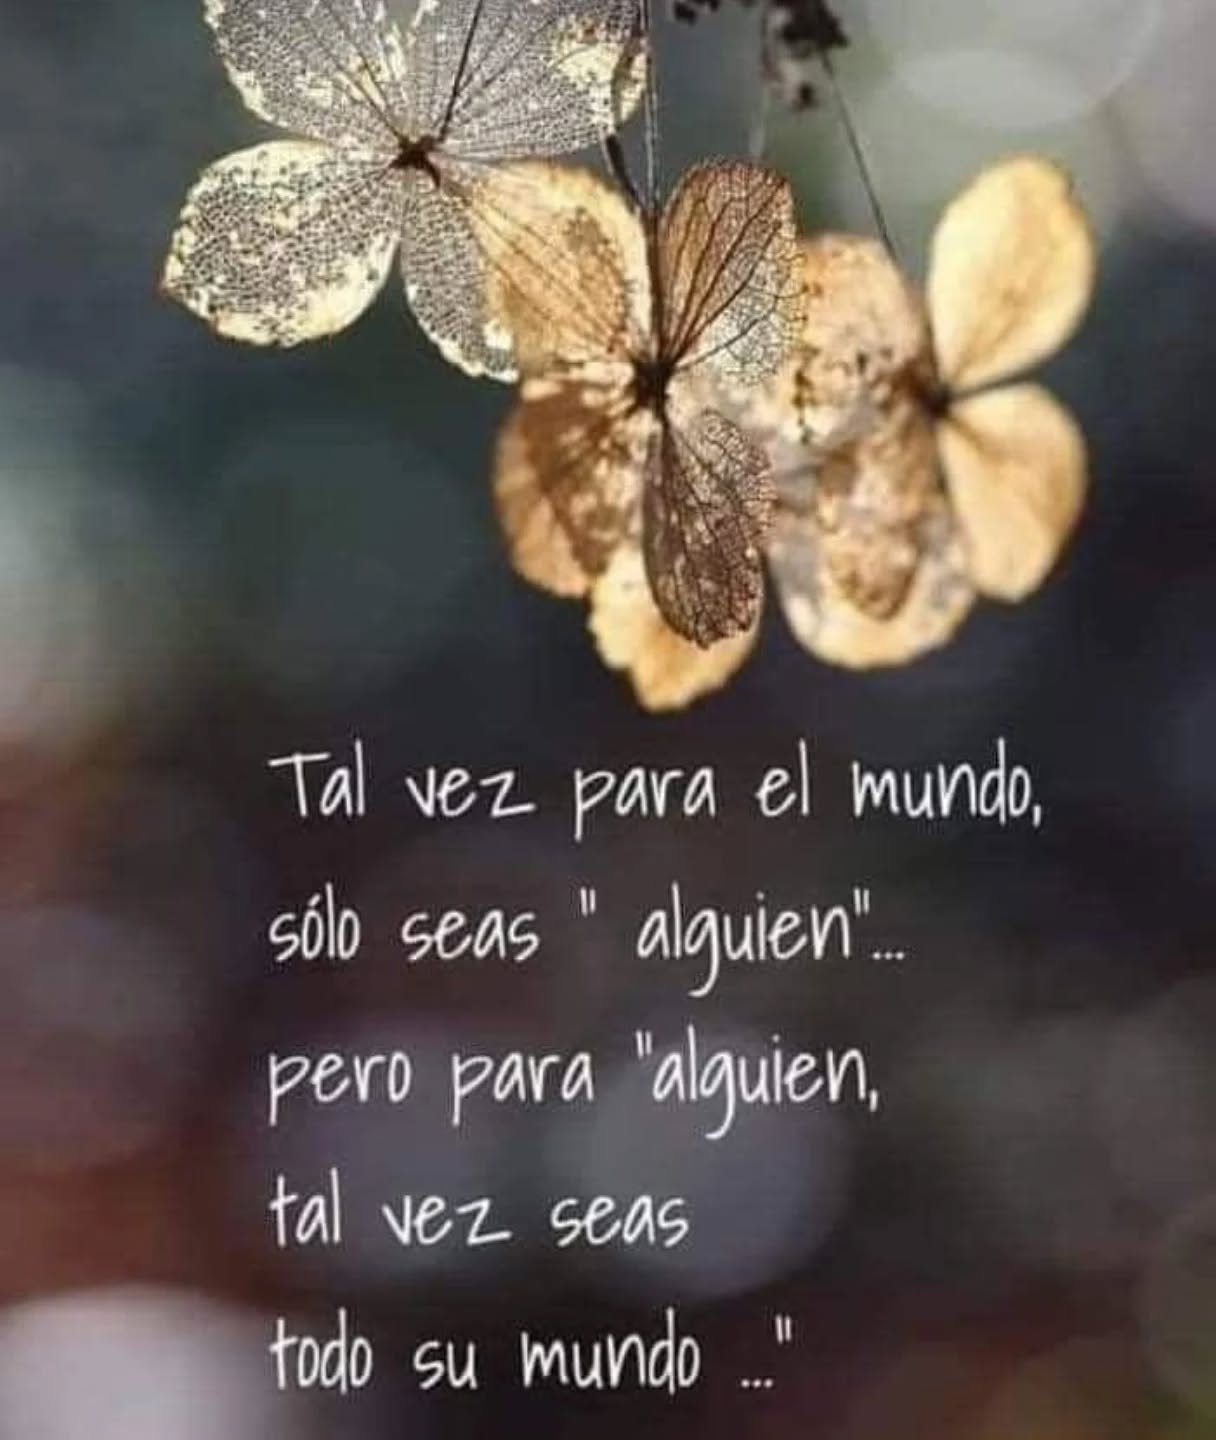 Tal vez para el mundo,
sólo seas " alguien"...
pero para "alguien,
tal vez seas
todo su mundo ..."